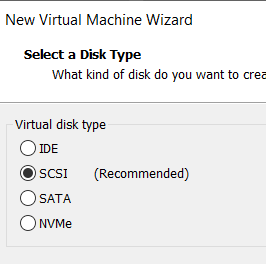 New Virtual Machine Wizard
Select a Disk Type
What kind of disk do you want to
Virtual disk type
IDE
SCSI (Recommended)
SATA
NVMe